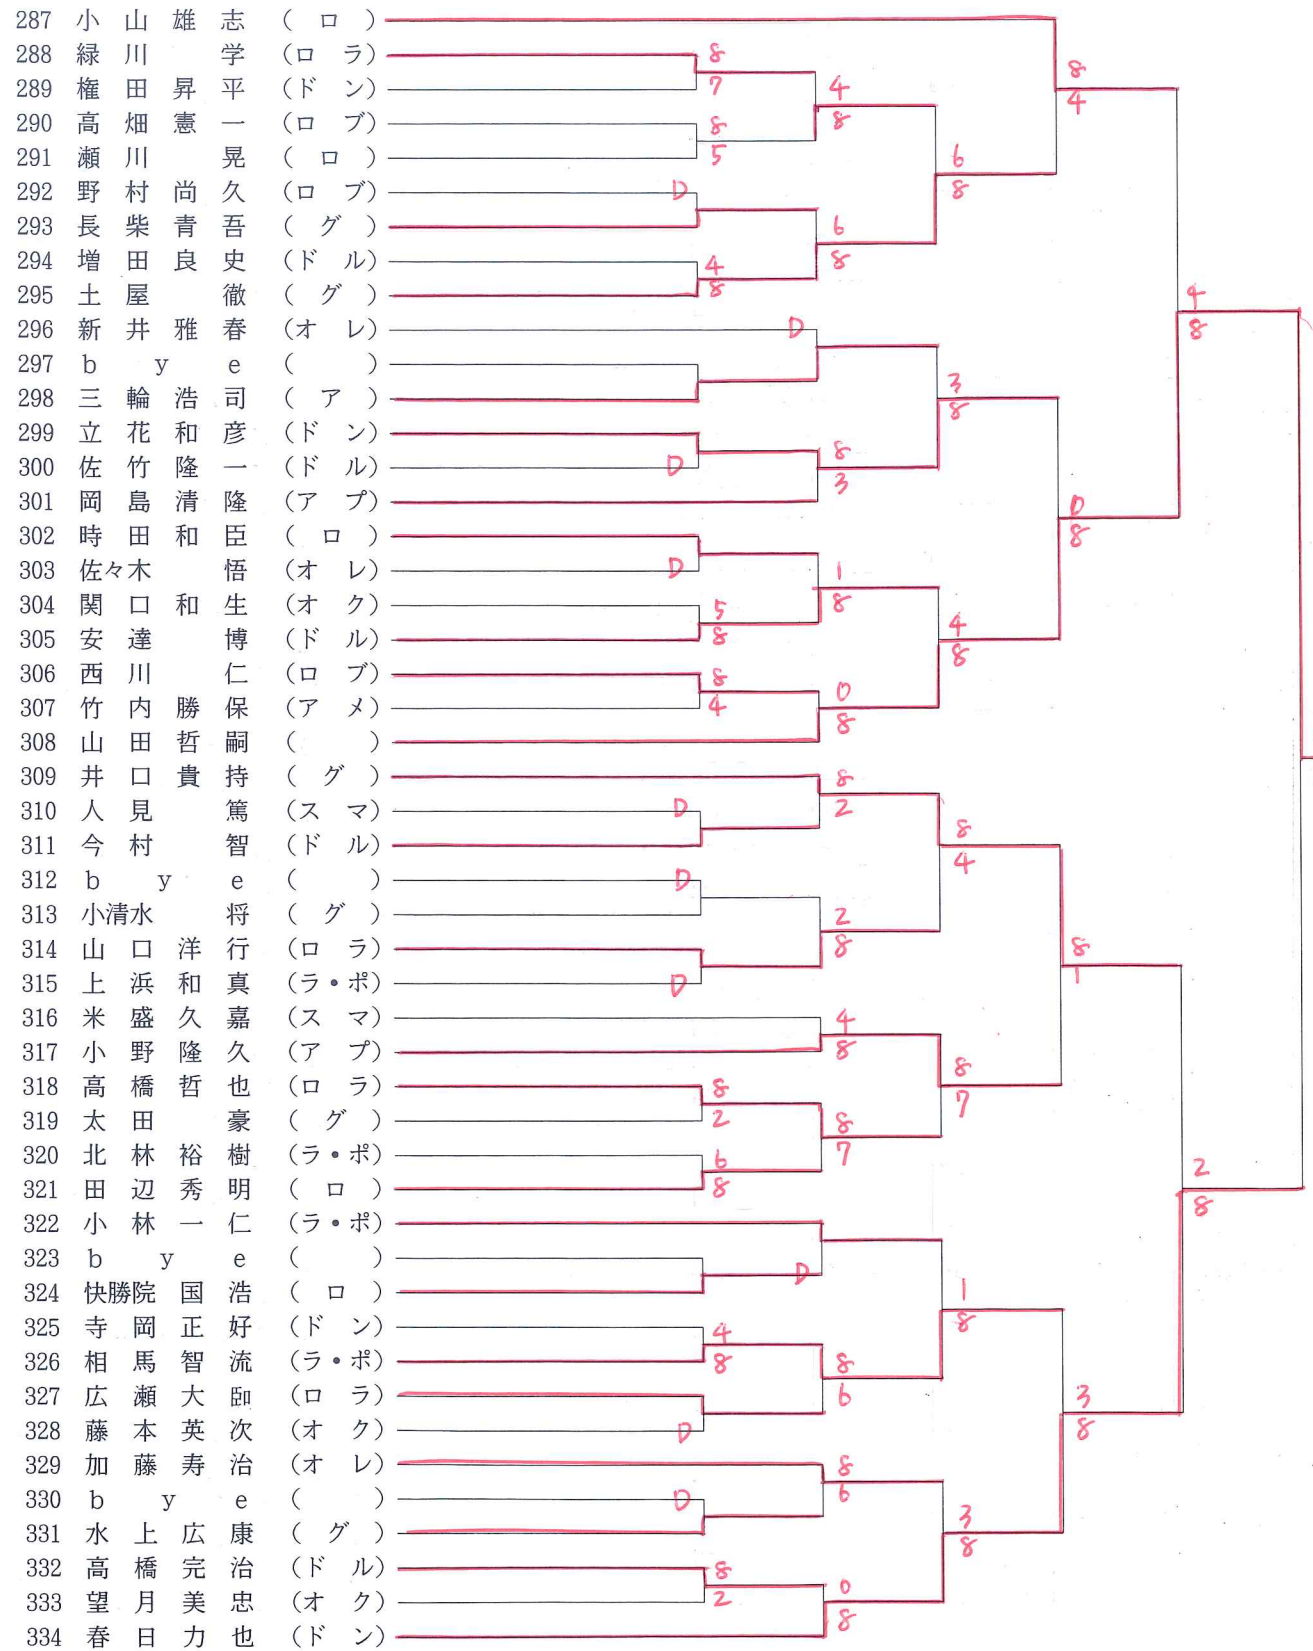 287 小山雄志 (ロ)
288 緑川 学 (ロラ) 8
289 権田昇平 (ドン) 7
290 高畑憲一 (ロブ) 8
291 瀬川 晃 (ロ) 5
292 野村尚久 (ロブ) D
293 長柴青吾 (グ)
294 増田良史 (ドル) 4
295 土屋 徹 (グ) 8
296 新井雅春 (オレ) D
297 bye ( )
298 三輪浩司 (ア)
299 立花和彦 (ドン)
300 佐竹隆一 (ドル) D
301 岡島清隆 (アプ)
302 時田和臣 (ロ)
303 佐々木 悟 (オレ) D
304 関口和生 (オク) 5
305 安達 博 (ドル) 8
306 西川 仁 (ロブ) 8
307 竹内勝保 (アメ) 4
308 山田哲嗣 ( )
309 井口貴持 (グ)
310 人見 篤 (スマ) D
311 今村 智 (ドル)
312 bye ( ) D
313 小清水 将 (グ)
314 山口洋行 (ロラ)
315 上浜和真 (ラ・ポ) D
316 米盛久嘉 (スマ)
317 小野隆久 (アプ)
318 高橋哲也 (ロラ) 8
319 太田 豪 (グ) 2
320 北林裕樹 (ラ・ポ) 6
321 田辺秀明 (ロ) 8
322 小林一仁 (ラ・ポ)
323 bye ( )
324 快勝院国浩 (ロ) D
325 寺岡正好 (ドン) 4
326 相馬智流 (ラ・ポ) 8
327 広瀬大 (ロラ)
328 藤本英次 (オク) D
329 加藤寿治 (オレ)
330 bye ( ) D
331 水上広康 (グ)
332 高橋完治 (ドル) 8
333 望月美忠 (オク) 2
334 春日力也 (ドン)
4
8
6
8
8
3
1
8
0
8
8
2
2
8
4
8
8
7
8
6
8
6
0
8
6
8
3
8
4
8
8
4
8
7
1
8
3
8
8
4
0
8
8
1
3
8
4
8
2
8